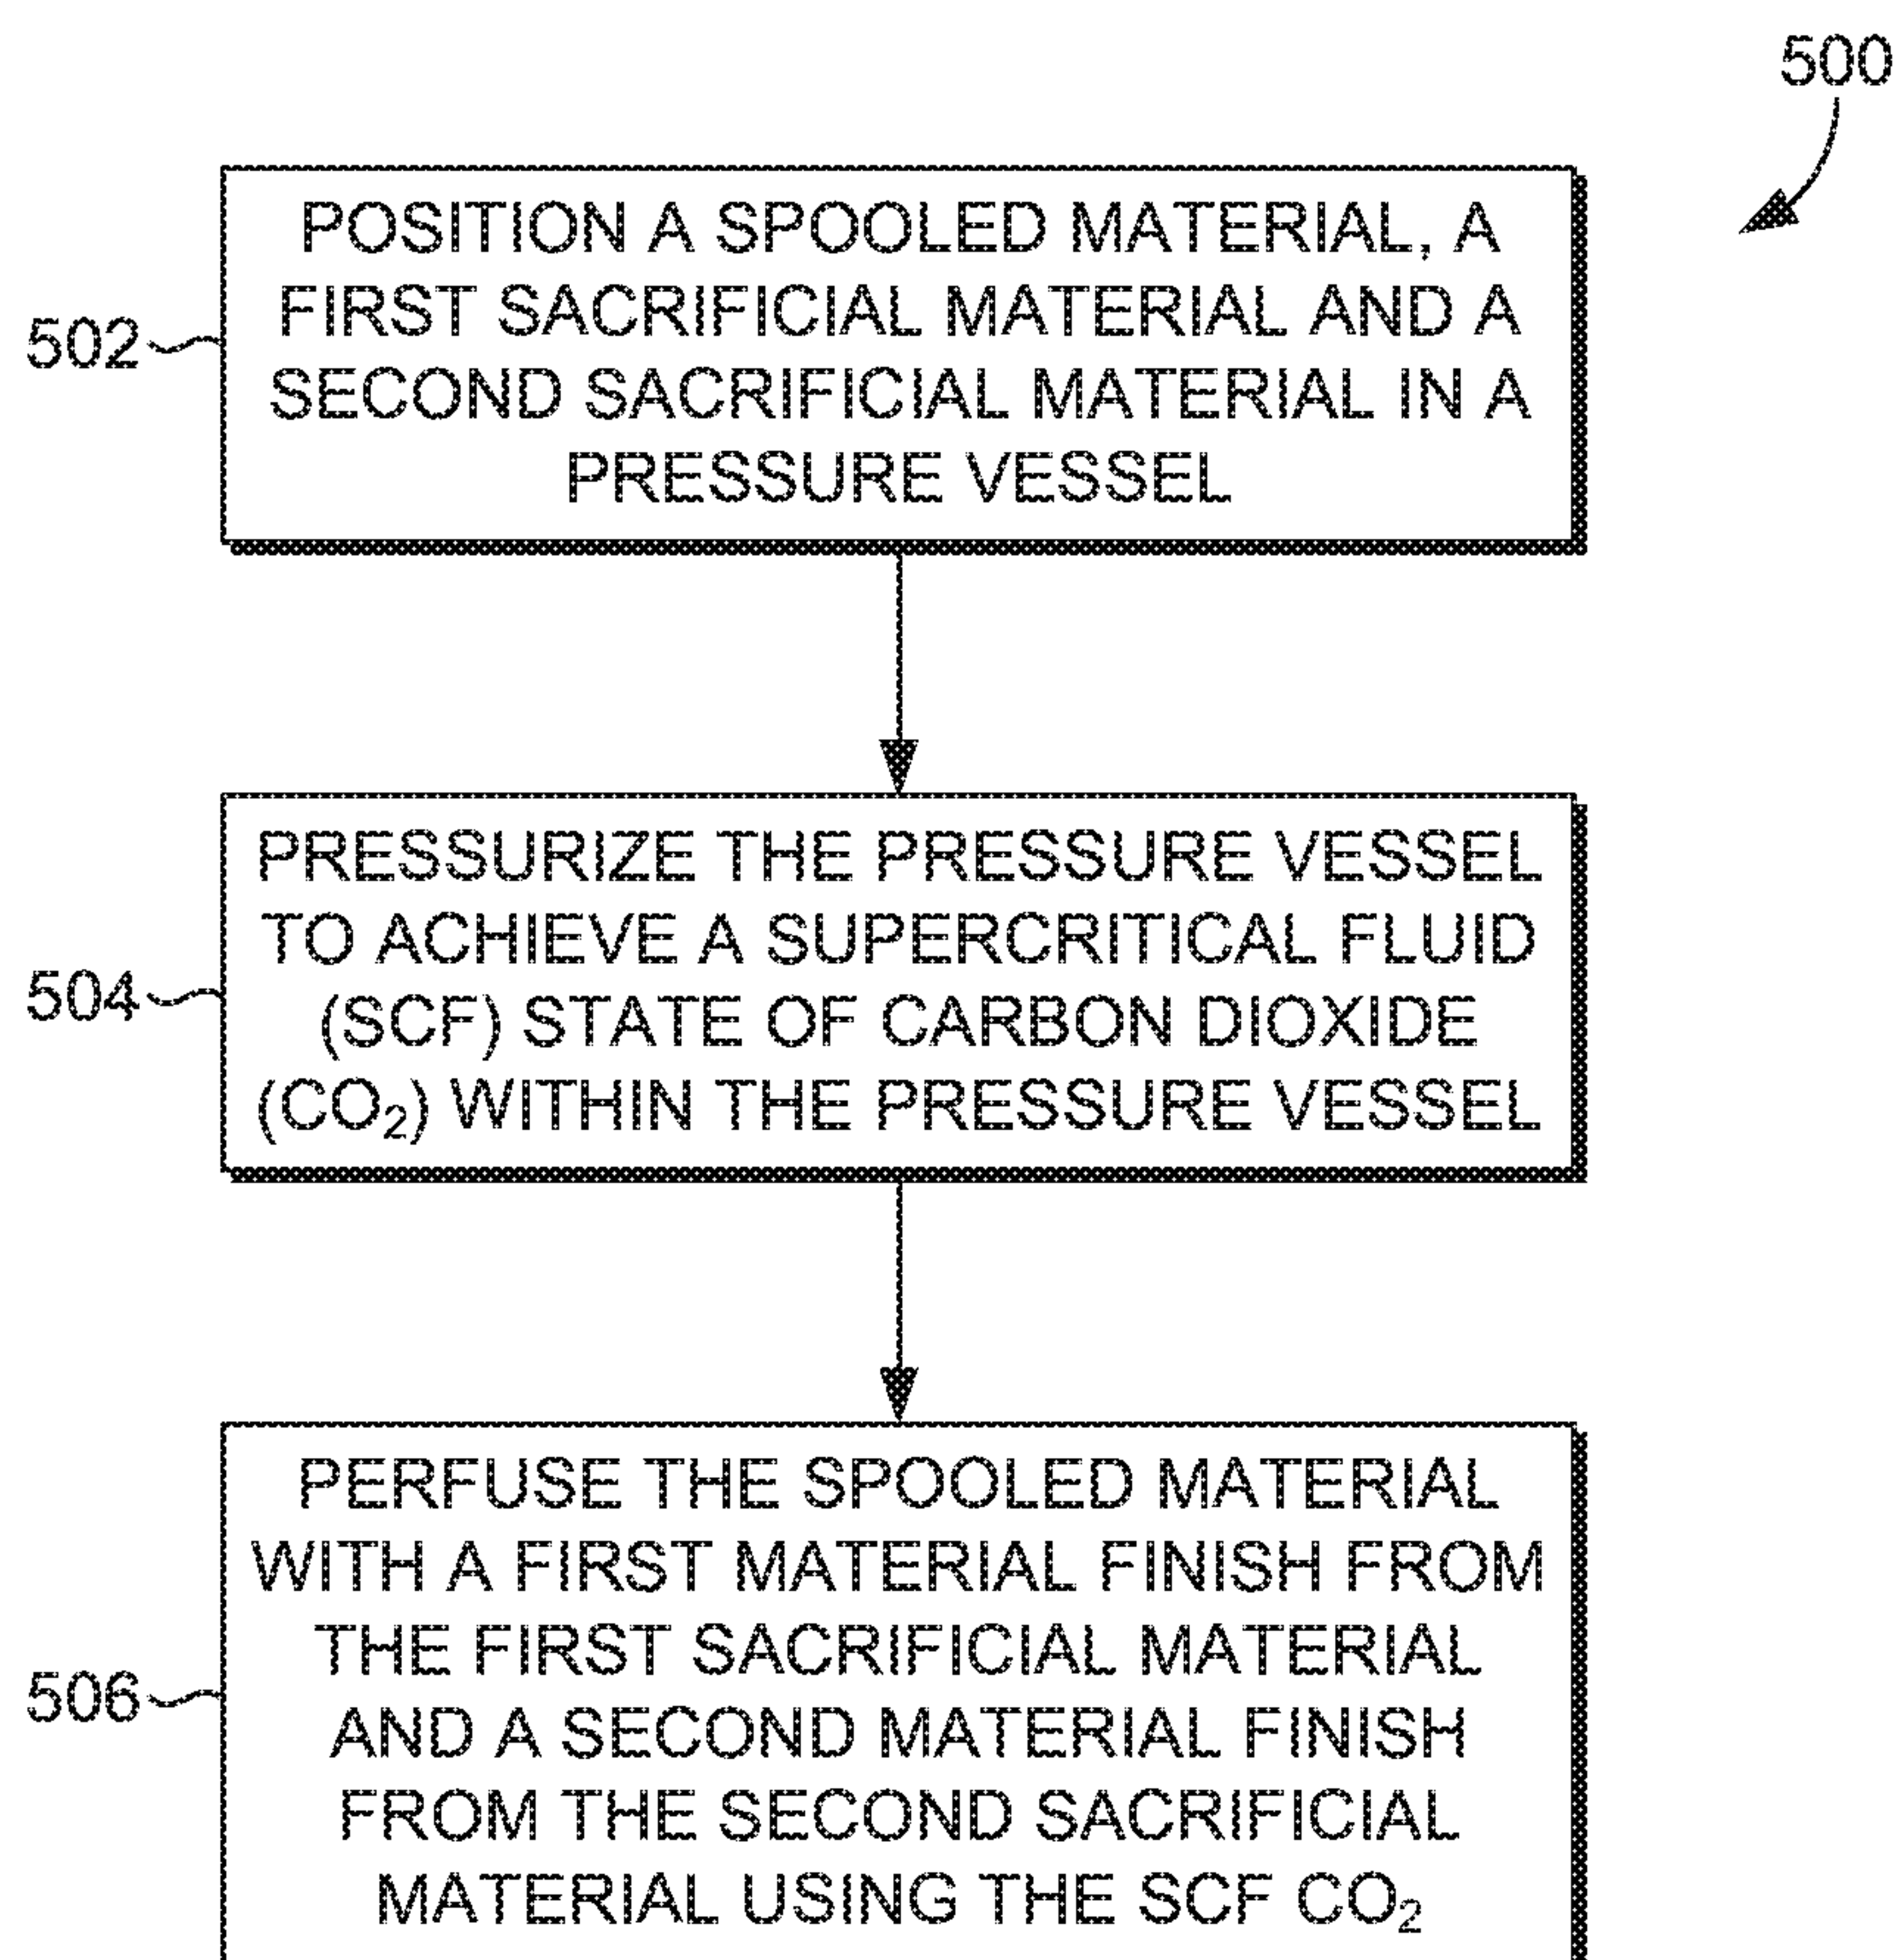 500
POSITION A SPOOLED MATERIAL, A
FIRST SACRIFICIAL MATERIAL AND A
SECOND SACRIFICIAL MATERIAL IN A
PRESSURE VESSEL
502
PRESSURIZE THE PRESSURE VESSEL
TO ACHIEVE A SUPERCRITICAL FLUID
(SCF) STATE OF CARBON DIOXIDE
(CO₂) WITHIN THE PRESSURE VESSEL
504
PERFUSE THE SPOOLED MATERIAL
WITH A FIRST MATERIAL FINISH FROM
THE FIRST SACRIFICIAL MATERIAL
AND A SECOND MATERIAL FINISH
FROM THE SECOND SACRIFICIAL
MATERIAL USING THE SCF CO₂
506